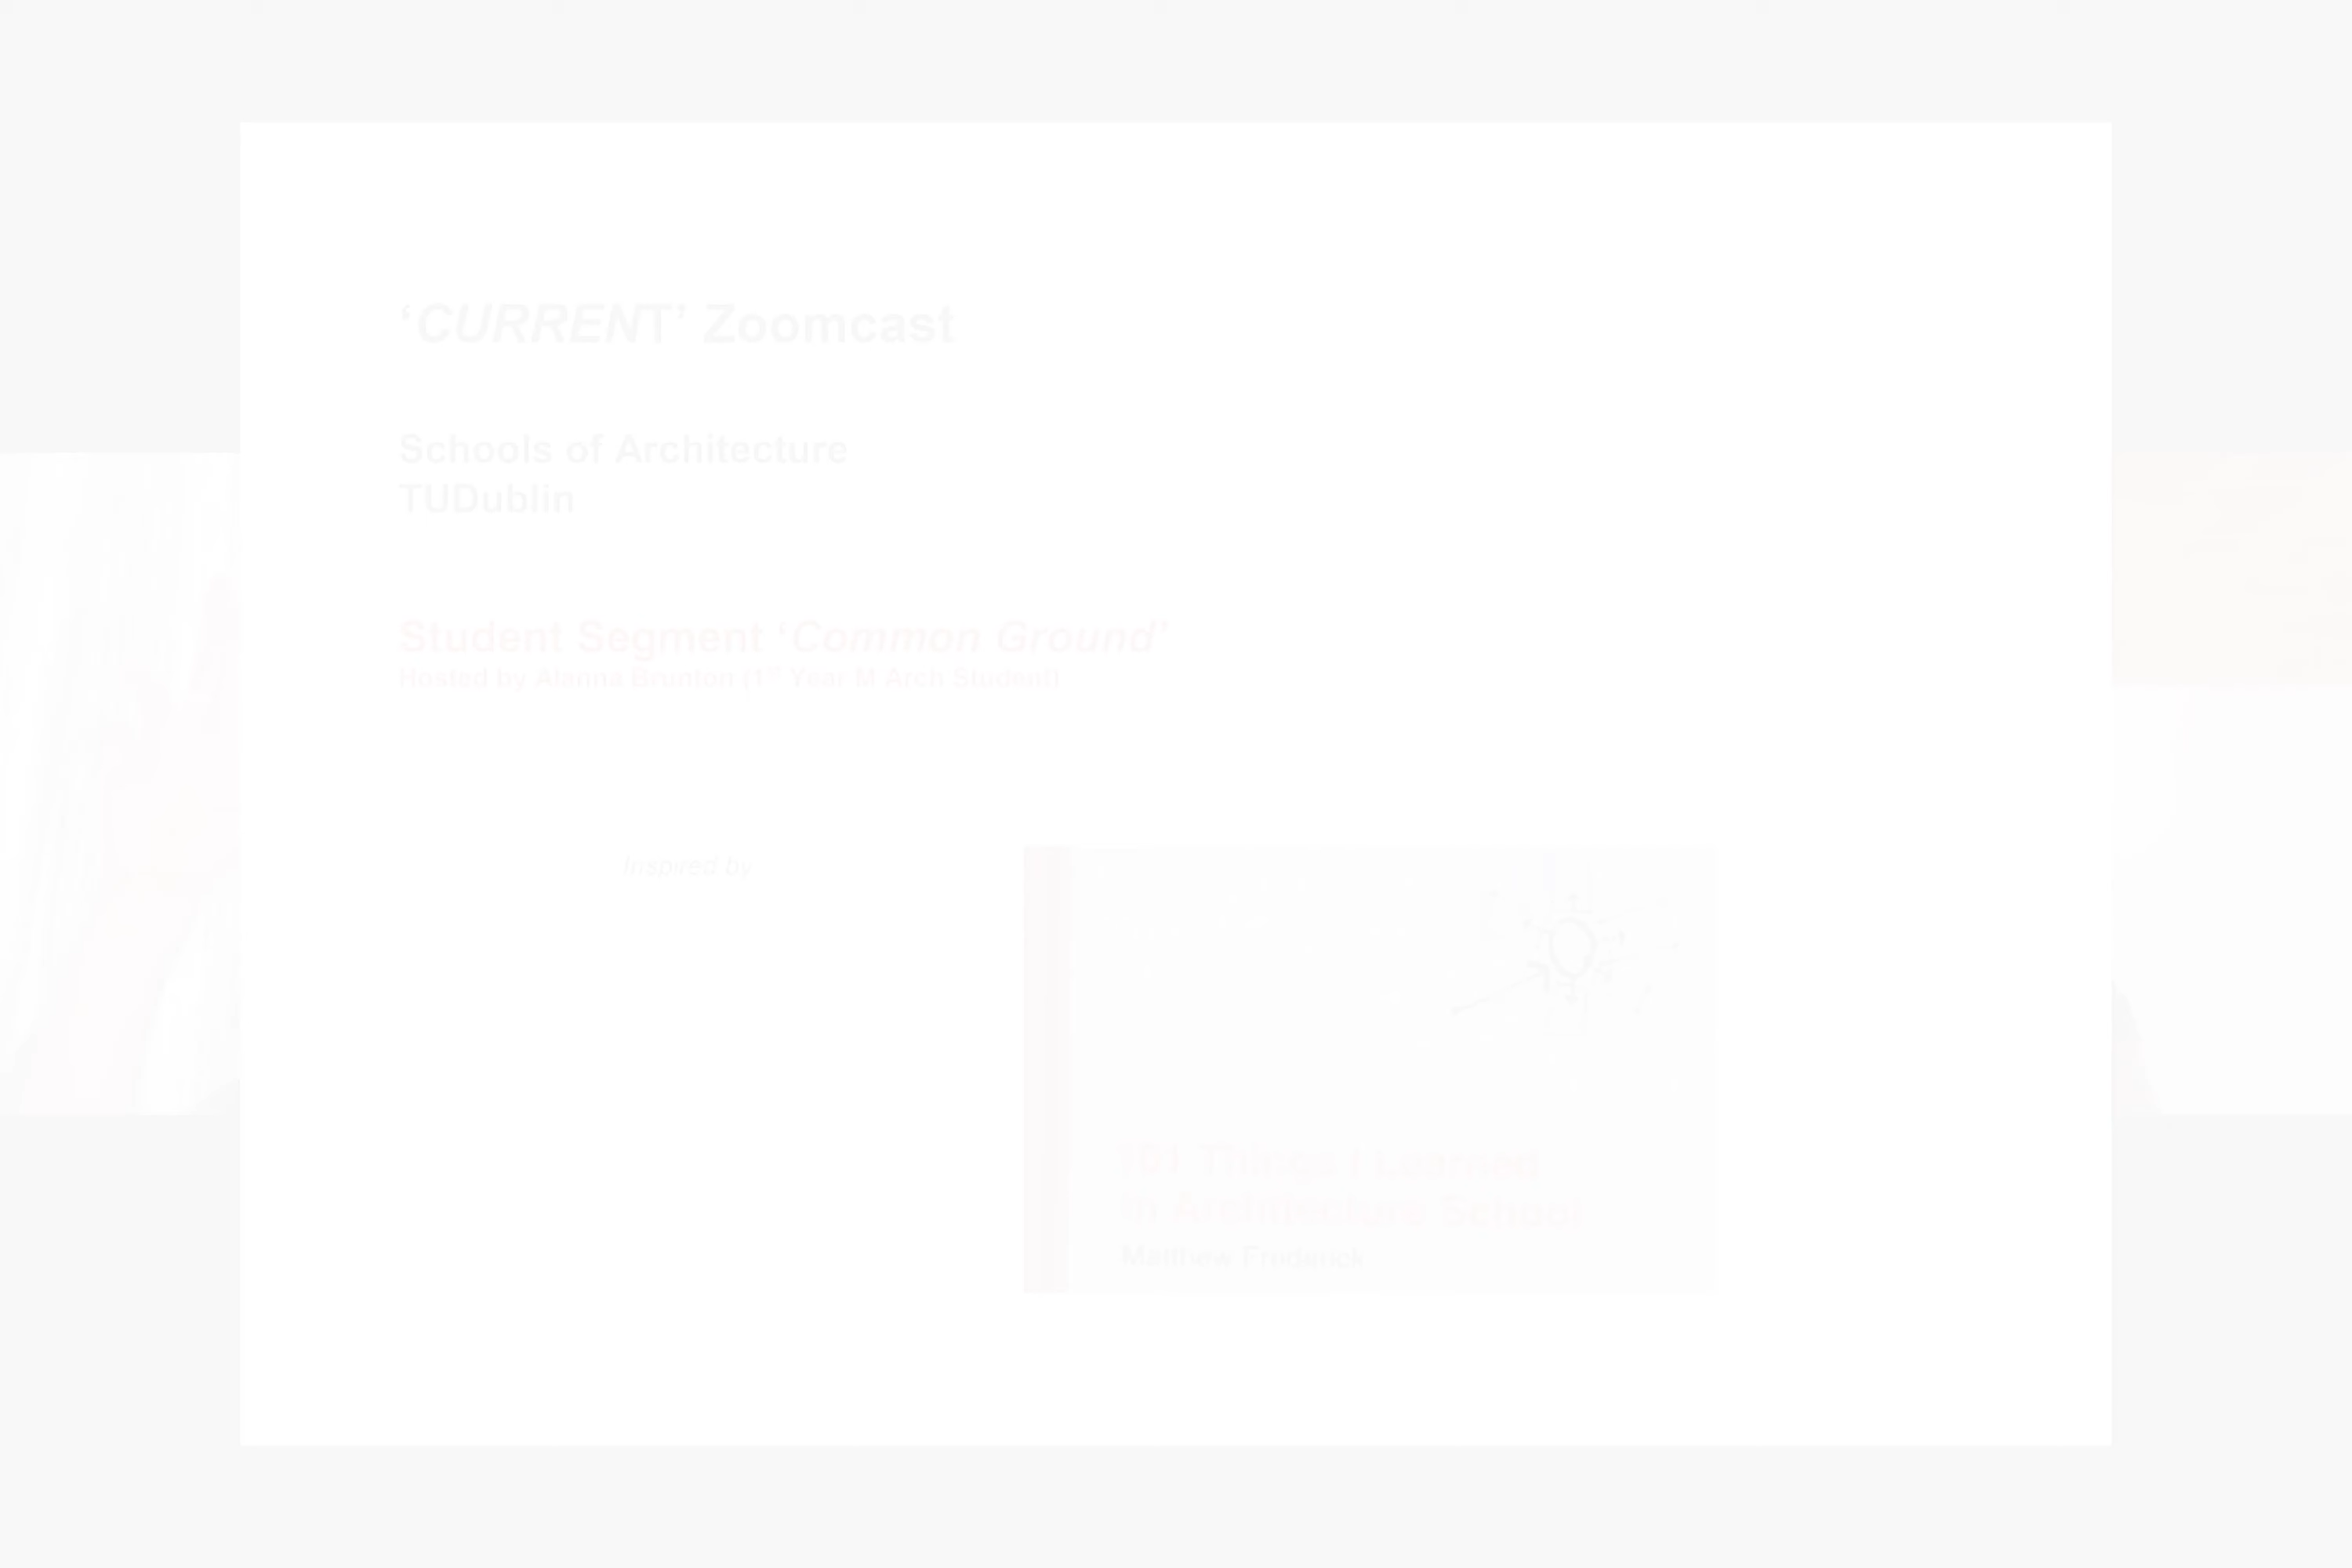 ‘CURRENT’ Zoomcast
Schools of Architecture
TUDublin
Student Segment ‘Common Ground’
Hosted by Alanna Brunton (1st Year M Arch Student)
Inspired by
101 Things I Learned
in Architecture School
Matthew Frederick